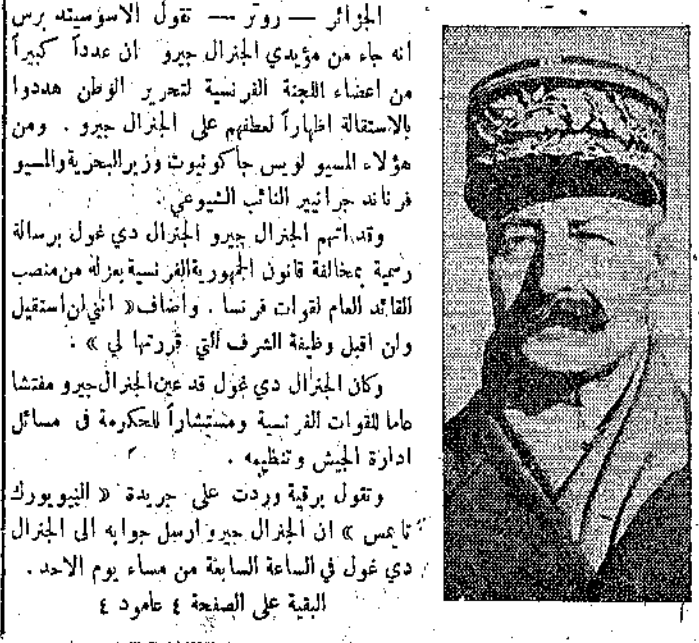 الجزائر — روتر — تقول الاسوسيتد برس
انه جاء من مؤيدي الجنرال جيرو ان عدداً كبيراً
من اعضاء اللجنة الفرنسية لتحرير الوطن هددوا
بالاستقالة اظهاراً لعطفهم على الجنرال جيرو . ومن
هؤلاء المسيو لويس جاكونيوت وزير البحرية والمسيو
فرناند جرانيير النائب الشيوعي .
وقد اتهم الجنرال جيرو الجنرال دي غول برسالة
رسمية بمخالفة قانون الجمهورية الفرنسية بعزله من منصب
القائد العام لقوات فرنسا . وأضاف « انني لن استقيل
ولن اقبل وظيفة الشرف التي قررتها لي » .
وكان الجنرال دي غول قد عين الجنرال جيرو مفتشا
عاما للقوات الفرنسية ومستشاراً للحكومة في مسائل
ادارة الجيش وتنظيمه .
وتقول برقية وردت على جريدة « النيويورك
تايمس » ان الجنرال جيرو ارسل جوابه الى الجنرال
دي غول في الساعة السابعة من مساء يوم الاحد .
البقية على الصفحة ٤ عامود ٤